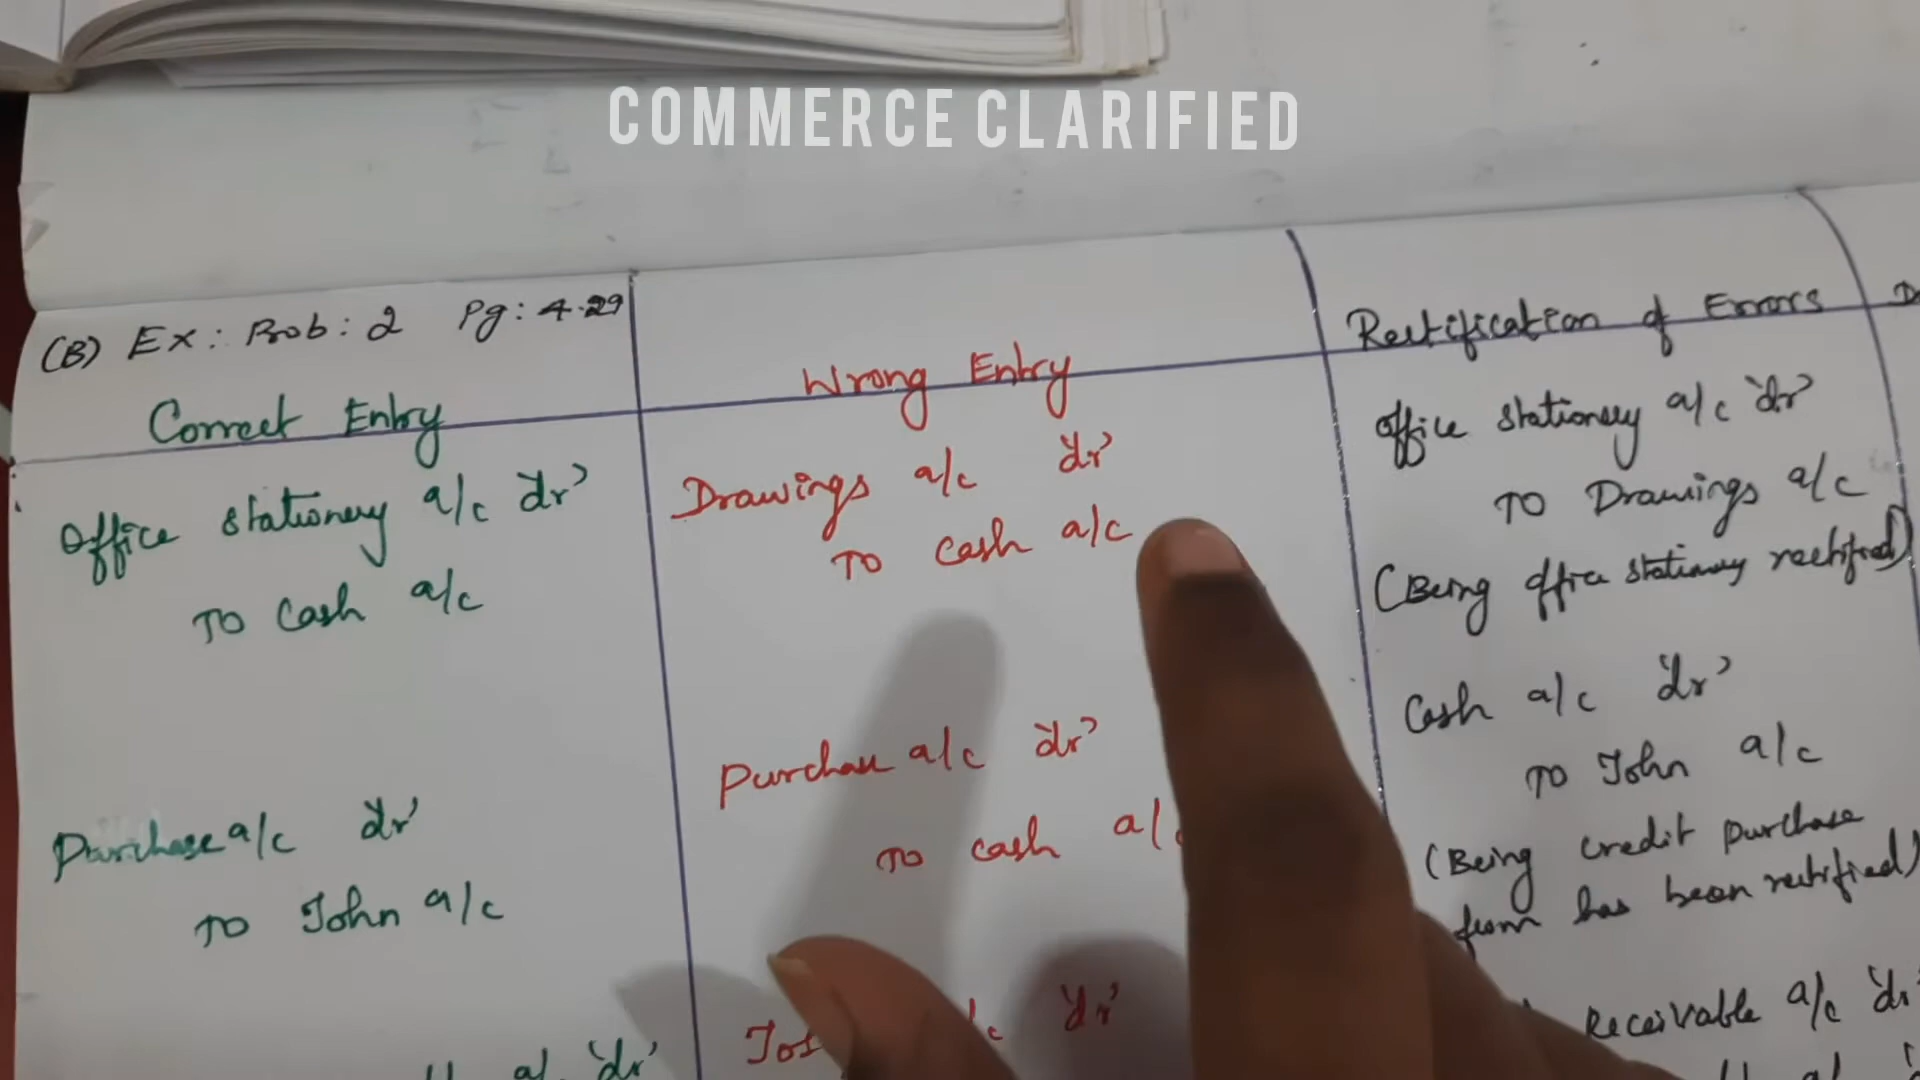 COMMERCE CLARIFIED
(B) Ex: Prob: 2 Pg: 4.29
Correct Entry
Office stationery a/c 'dr'
TO Cash a/c
Purchase a/c 'dr'
TO John a/c
a/ 'dr'
Wrong Entry
Drawings a/c 'dr'
TO Cash a/c
Purchase a/c 'dr'
TO cash a/c
'dr'
Rectification of Errors
Office stationery a/c 'dr'
TO Drawings a/c
(Being office stationery rectified)
Cash a/c 'dr'
TO John a/c
(Being credit purchase
from has been rectified)
Receivable a/c 'dr'